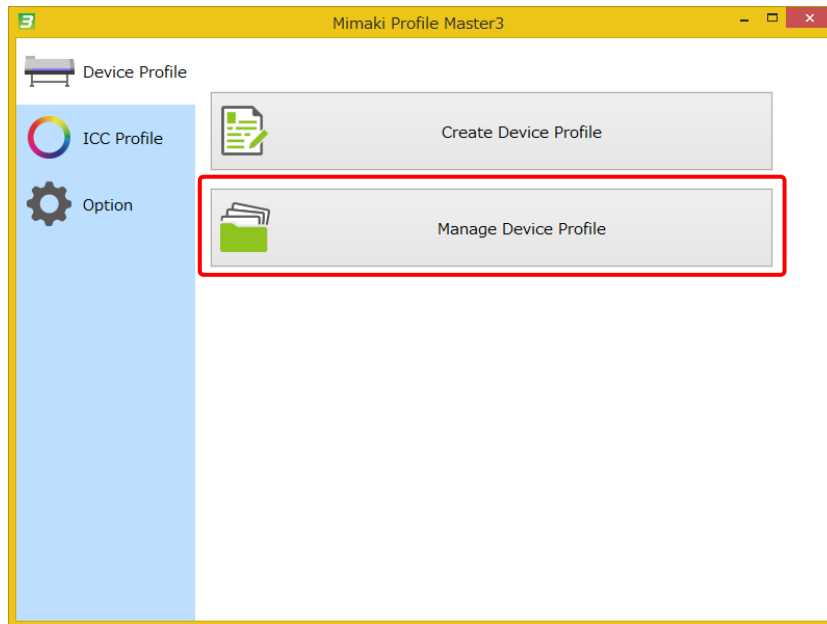 Mimaki Profile Master3
Device Profile
ICC Profile
Option
Create Device Profile
Manage Device Profile